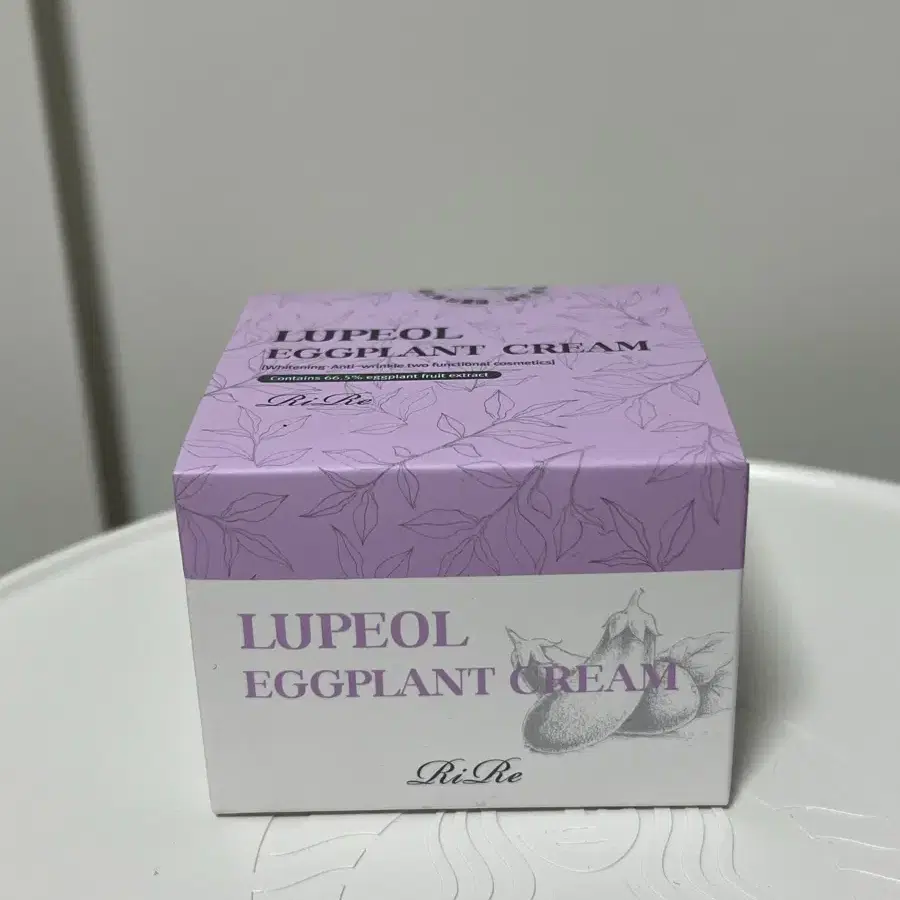 LUPEOL
EGGPLANT CREAM
[Whitening·Anti-wrinkle two functional cosmetics]
Contains 66.5% eggplant fruit extract
RiRe
LUPEOL
EGGPLANT CREAM
RiRe